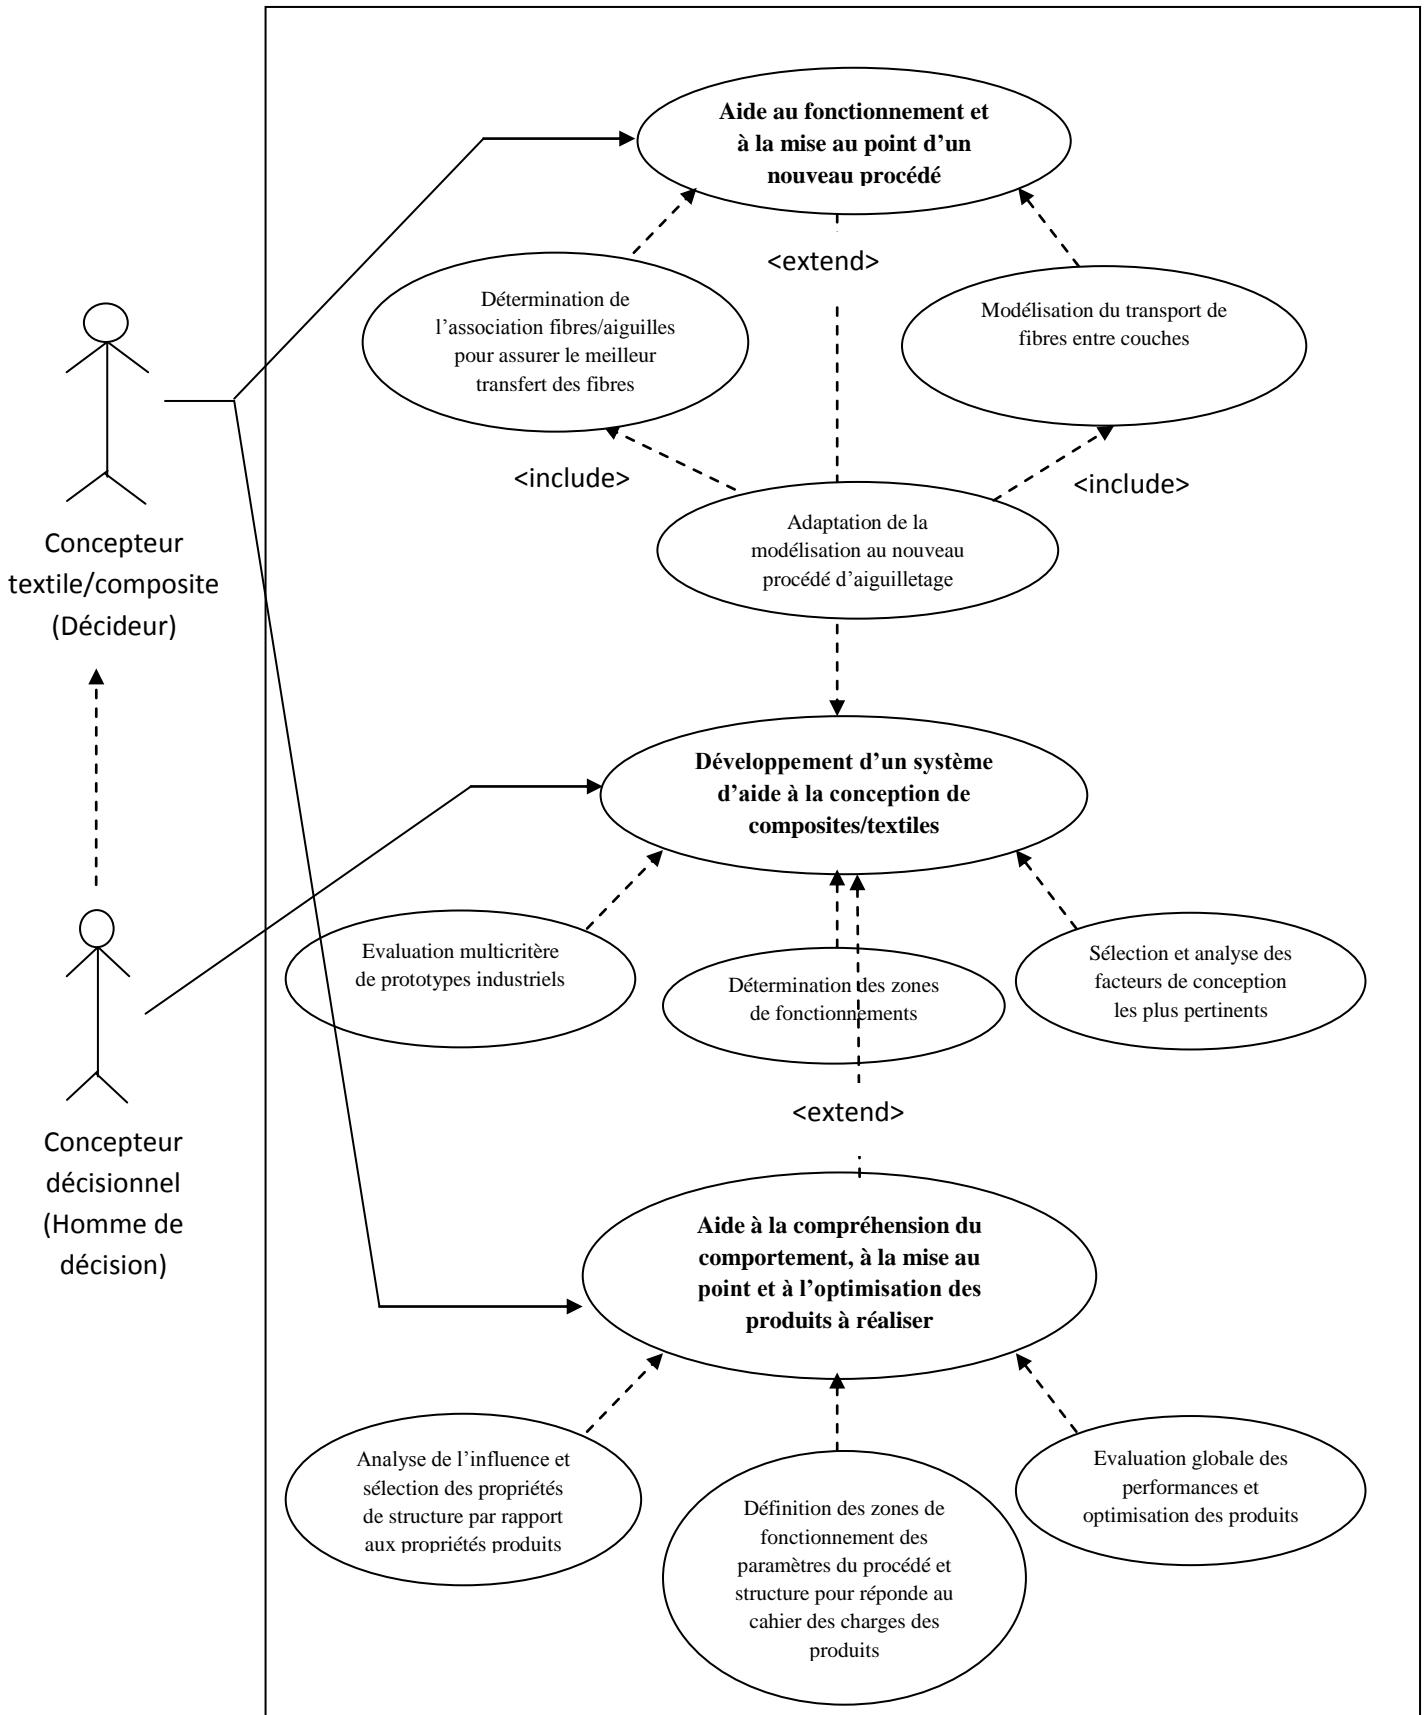 Aide au fonctionnement et
à la mise au point d’un
nouveau procédé
<extend>
Détermination de
l’association fibres/aiguilles
pour assurer le meilleur
transfert des fibres
Modélisation du transport de
fibres entre couches
<include>
<include>
Adaptation de la
modélisation au nouveau
procédé d’aiguilletage
Concepteur
textile/composite
(Décideur)
Développement d’un système
d’aide à la conception de
composites/textiles
Evaluation multicritère
de prototypes industriels
Détermination des zones
de fonctionnements
Sélection et analyse des
facteurs de conception
les plus pertinents
<extend>
Concepteur
décisionnel
(Homme de
décision)
Aide à la compréhension du
comportement, à la mise au
point et à l’optimisation des
produits à réaliser
Analyse de l’influence et
sélection des propriétés
de structure par rapport
aux propriétés produits
Définition des zones de
fonctionnement des
paramètres du procédé et
structure pour réponde au
cahier des charges des
produits
Evaluation globale des
performances et
optimisation des produits